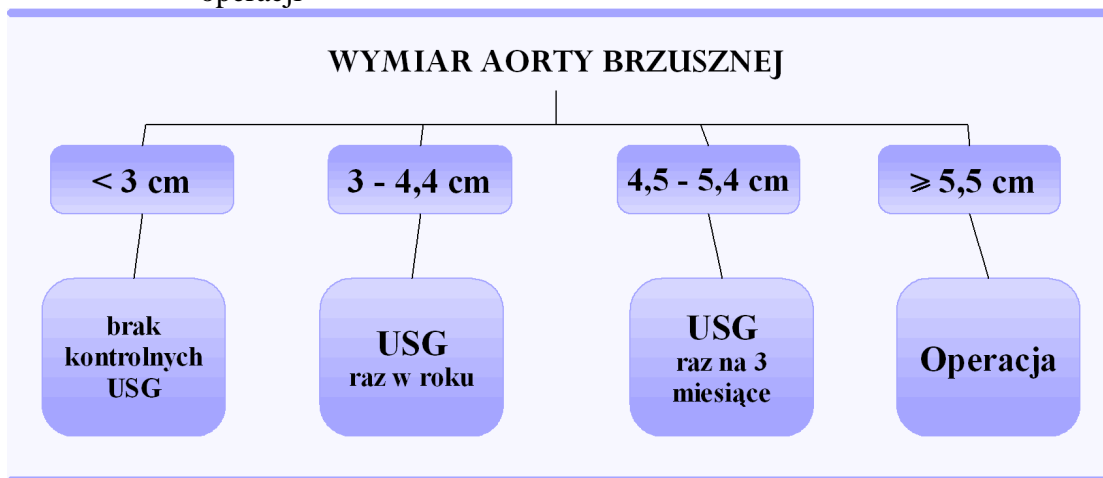 operacji
WYMIAR AORTY BRZUSZNEJ
< 3 cm
3 - 4,4 cm
4,5 - 5,4 cm
⩾ 5,5 cm
brak
kontrolnych
USG
USG
raz w roku
USG
raz na 3
miesiące
Operacja